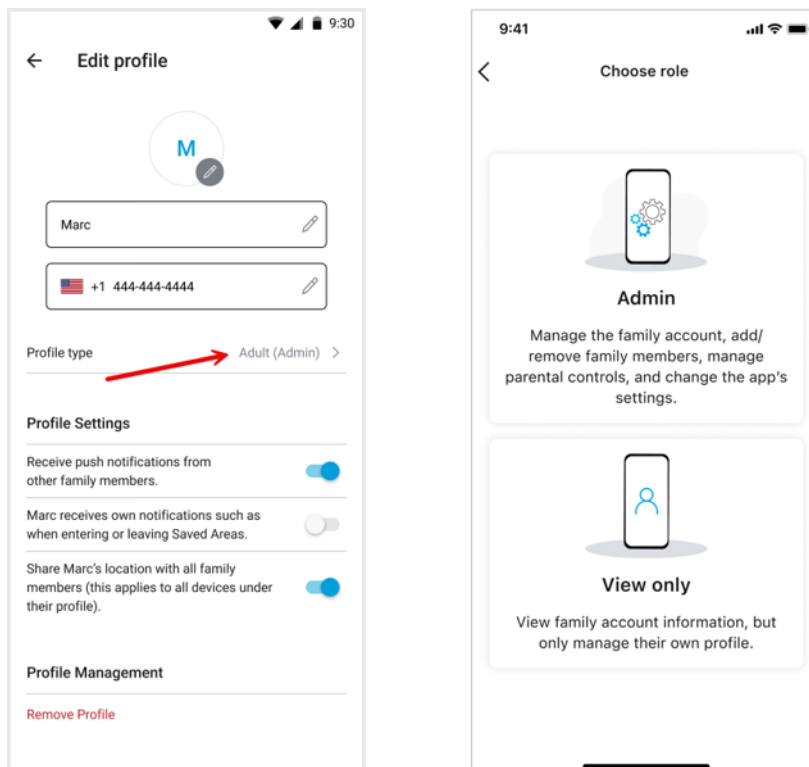 9:30
Edit profile
M
Marc
+1 444-444-4444
Profile type
Adult (Admin)
Profile Settings
Receive push notifications from
other family members.
Marc receives own notifications such as
when entering or leaving Saved Areas.
Share Marc's location with all family
members (this applies to all devices under
their profile).
Profile Management
Remove Profile
9:41
Choose role
Admin
Manage the family account, add/
remove family members, manage
parental controls, and change the app's
settings.
View only
View family account information, but
only manage their own profile.